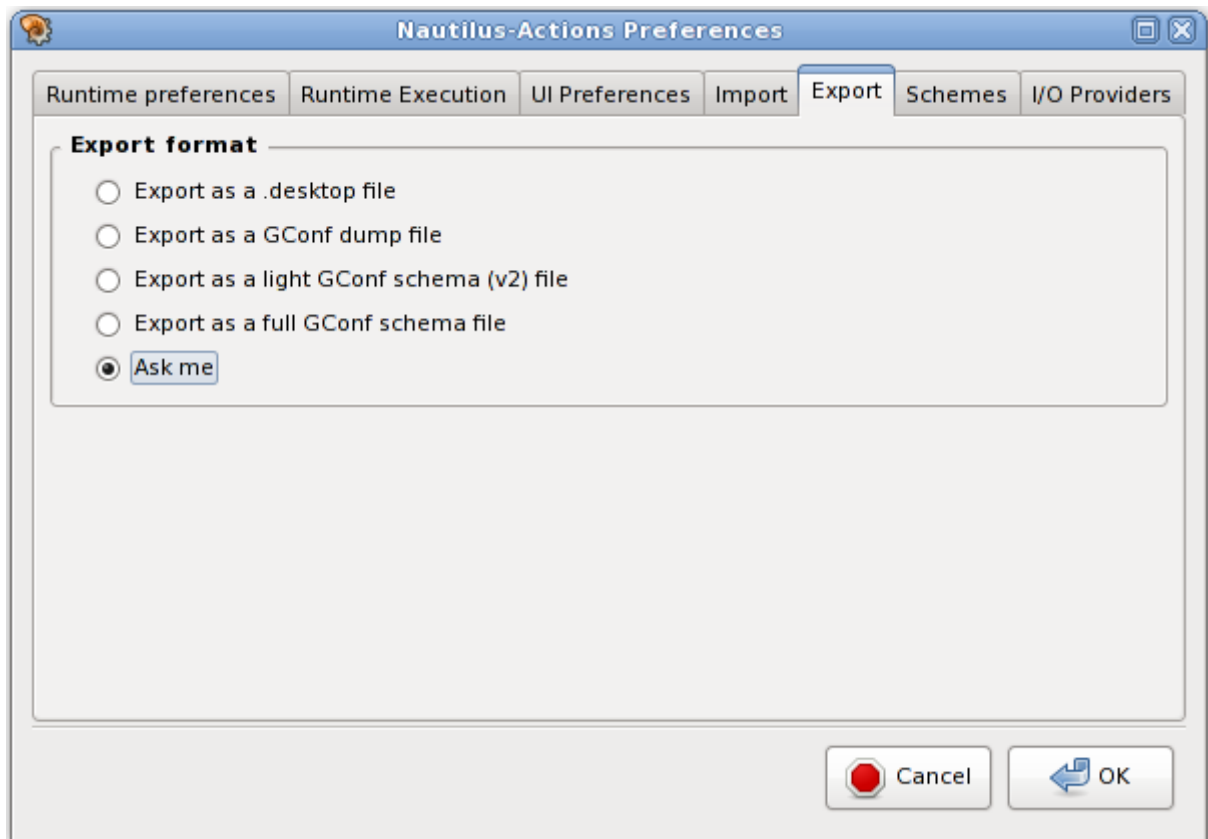 Nautilus-Actions Preferences
Runtime preferences Runtime Execution UI Preferences Import Export Schemes I/O Providers
Export format
Export as a .desktop file
Export as a GConf dump file
Export as a light GConf schema (v2) file
Export as a full GConf schema file
Ask me
Cancel OK